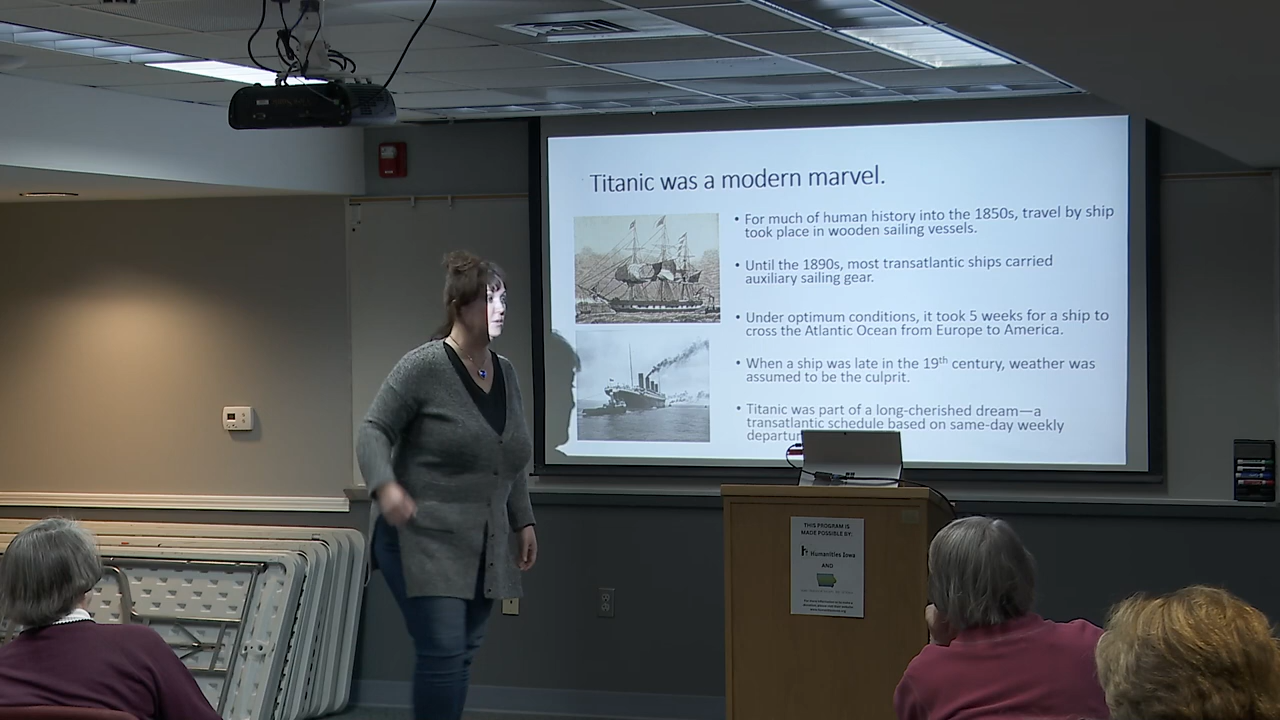 Titanic was a modern marvel.
• For much of human history into the 1850s, travel by ship
took place in wooden sailing vessels.
• Until the 1890s, most transatlantic ships carried
auxiliary sailing gear.
• Under optimum conditions, it took 5 weeks for a ship to
cross the Atlantic Ocean from Europe to America.
• When a ship was late in the 19th century, weather was
assumed to be the culprit.
• Titanic was part of a long-cherished dream—a
transatlantic schedule based on same-day weekly
THIS PROGRAM IS
MADE POSSIBLE BY:
Humanities Iowa
AND